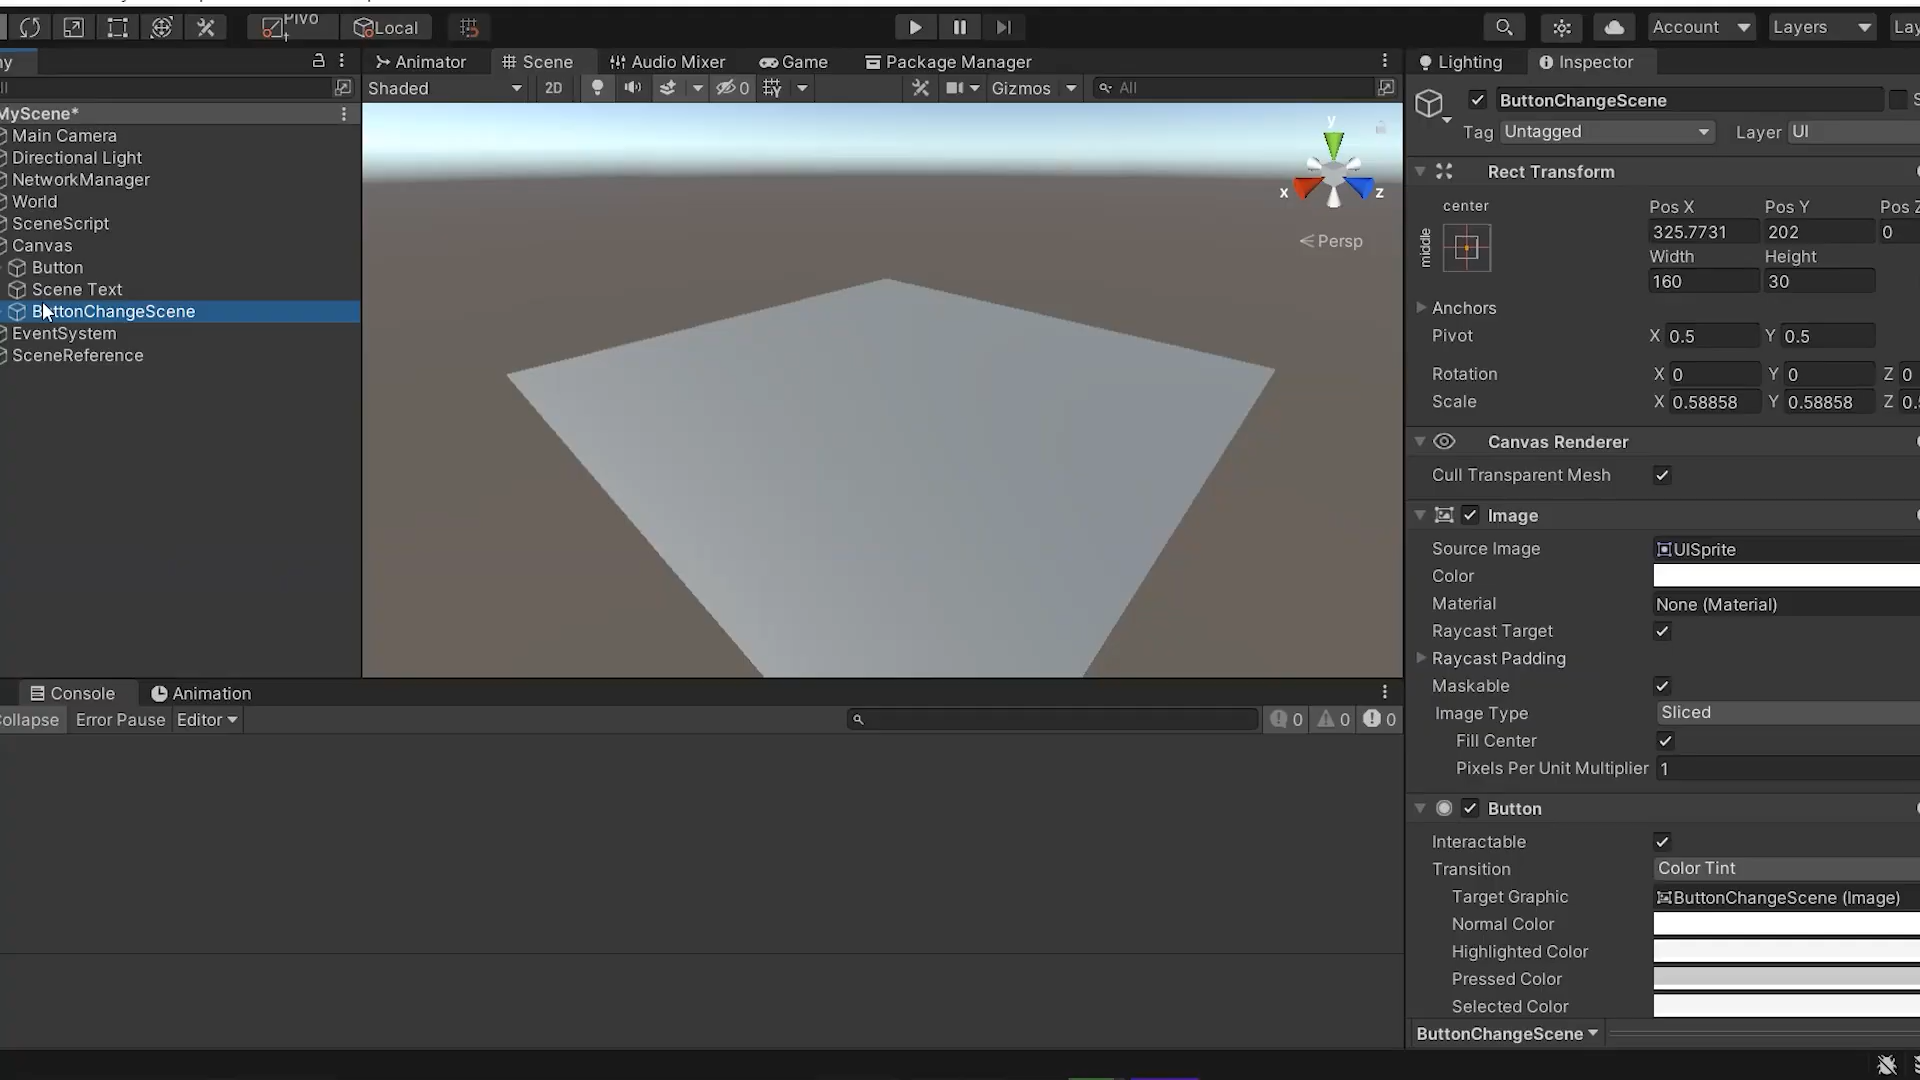 Pivot
Local
Account
Layers
Lay
ny
Animator
Scene
Audio Mixer
Game
Package Manager
Lighting
Inspector
ll
Shaded
2D
0
Gizmos
All
ButtonChangeScene
S
Tag Untagged
Layer UI
MyScene*
Main Camera
Directional Light
NetworkManager
World
SceneScript
Canvas
Button
Scene Text
ButtonChangeScene
EventSystem
SceneReference
y
x
z
Persp
Rect Transform
center
middle
Pos X
Pos Y
Pos Z
325.7731
202
0
Width
Height
160
30
Anchors
Pivot X 0.5 Y 0.5
Rotation X 0 Y 0 Z 0
Scale X 0.58858 Y 0.58858 Z 0.5
Canvas Renderer
Cull Transparent Mesh
Image
Source Image UISprite
Color
Material None (Material)
Raycast Target
Raycast Padding
Maskable
Image Type Sliced
Fill Center
Pixels Per Unit Multiplier 1
Button
Interactable
Transition Color Tint
Target Graphic ButtonChangeScene (Image)
Normal Color
Highlighted Color
Pressed Color
Selected Color
ButtonChangeScene
Console
Animation
ollapse
Error Pause
Editor
0
0
0